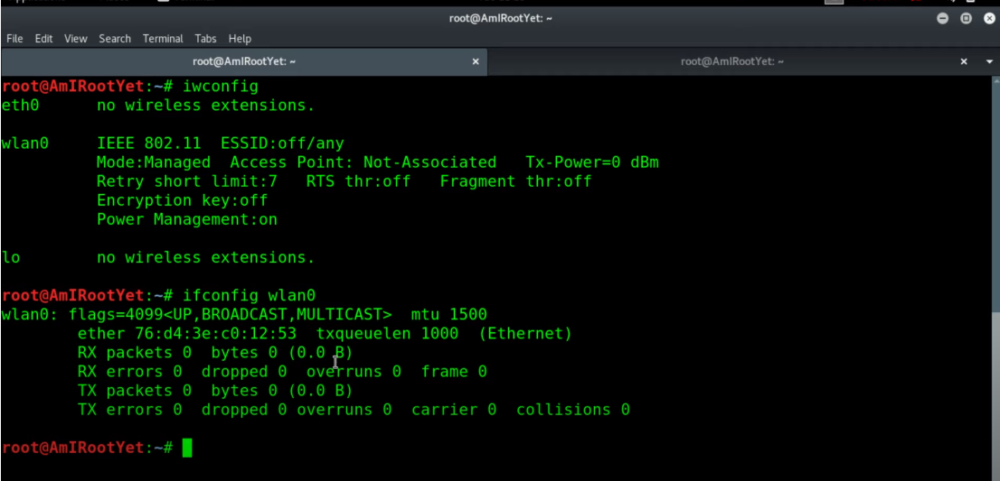 root@AmIRootYet: ~
File Edit View Search Terminal Tabs Help
root@AmIRootYet: ~ × root@AmIRootYet: ~ ×
root@AmIRootYet:~# iwconfig
eth0 no wireless extensions.
wlan0 IEEE 802.11 ESSID:off/any
Mode:Managed Access Point: Not-Associated Tx-Power=0 dBm
Retry short limit:7 RTS thr:off Fragment thr:off
Encryption key:off
Power Management:on
lo no wireless extensions.
root@AmIRootYet:~# ifconfig wlan0
wlan0: flags=4099<UP,BROADCAST,MULTICAST> mtu 1500
ether 76:d4:3e:c0:12:53 txqueuelen 1000 (Ethernet)
RX packets 0 bytes 0 (0.0 B)
RX errors 0 dropped 0 overruns 0 frame 0
TX packets 0 bytes 0 (0.0 B)
TX errors 0 dropped 0 overruns 0 carrier 0 collisions 0
root@AmIRootYet:~#